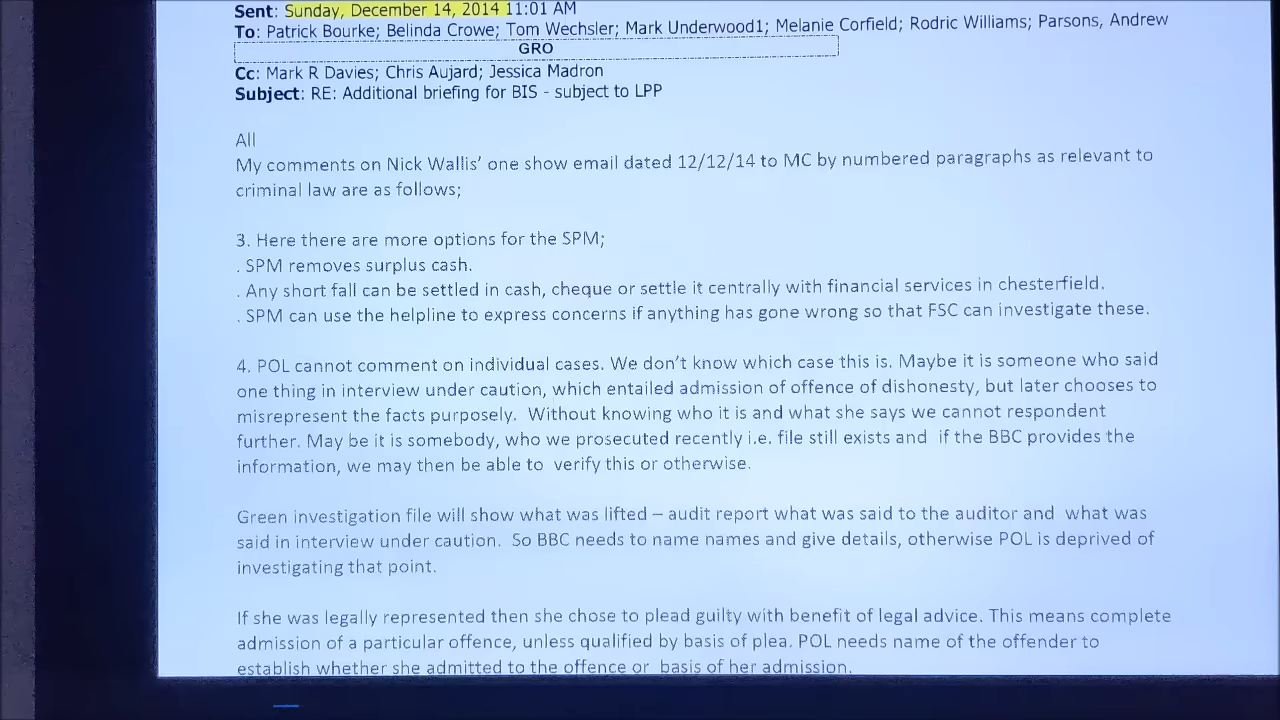 Sent: Sunday, December 14, 2014 11:01 AM
To: Patrick Bourke; Belinda Crowe; Tom Wechsler; Mark Underwood1; Melanie Corfield; Rodric Williams; Parsons, Andrew
GRO
Cc: Mark R Davies; Chris Aujard; Jessica Madron
Subject: RE: Additional briefing for BIS - subject to LPP
All
My comments on Nick Wallis' one show email dated 12/12/14 to MC by numbered paragraphs as relevant to
criminal law are as follows;
3. Here there are more options for the SPM;
. SPM removes surplus cash.
. Any short fall can be settled in cash, cheque or settle it centrally with financial services in chesterfield.
. SPM can use the helpline to express concerns if anything has gone wrong so that FSC can investigate these.
4. POL cannot comment on individual cases. We don't know which case this is. Maybe it is someone who said
one thing in interview under caution, which entailed admission of offence of dishonesty, but later chooses to
misrepresent the facts purposely. Without knowing who it is and what she says we cannot respondent
further. May be it is somebody, who we prosecuted recently i.e. file still exists and if the BBC provides the
information, we may then be able to verify this or otherwise.
Green investigation file will show what was lifted – audit report what was said to the auditor and what was
said in interview under caution. So BBC needs to name names and give details, otherwise POL is deprived of
investigating that point.
If she was legally represented then she chose to plead guilty with benefit of legal advice. This means complete
admission of a particular offence, unless qualified by basis of plea. POL needs name of the offender to
establish whether she admitted to the offence or basis of her admission.